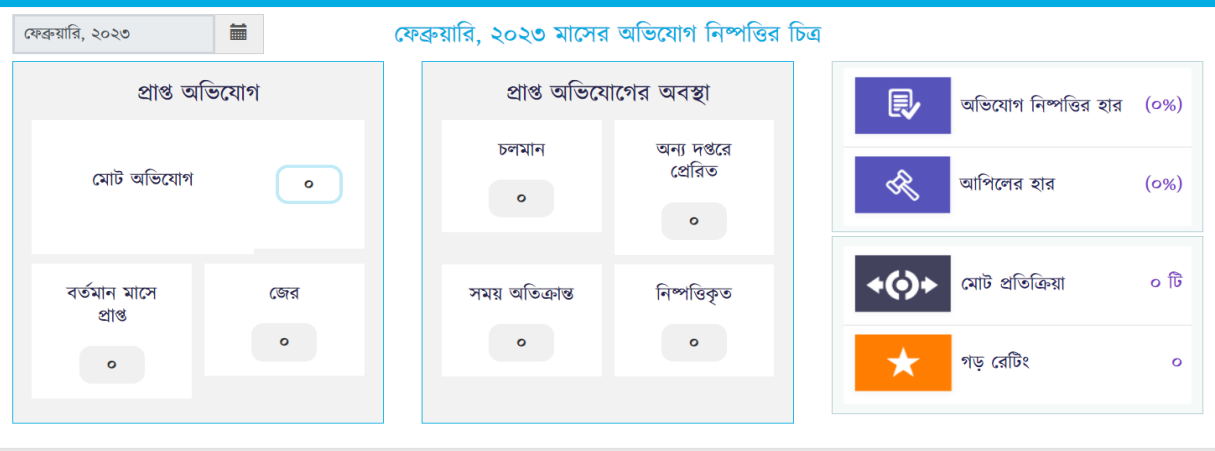 ফেব্রুয়ারি, ২০২৩
ফেব্রুয়ারি, ২০২৩ মাসের অভিযোগ নিষ্পত্তির চিত্র
প্রাপ্ত অভিযোগ
মোট অভিযোগ
০
বর্তমান মাসে
প্রাপ্ত
০
জের
০
প্রাপ্ত অভিযোগের অবস্থা
চলমান
০
অন্য দপ্তরে
প্রেরিত
০
সময় অতিক্রান্ত
০
নিষ্পত্তিকৃত
০
অভিযোগ নিষ্পত্তির হার (০%)
আপিলের হার (০%)
মোট প্রতিক্রিয়া ০ টি
গড় রেটিং ০